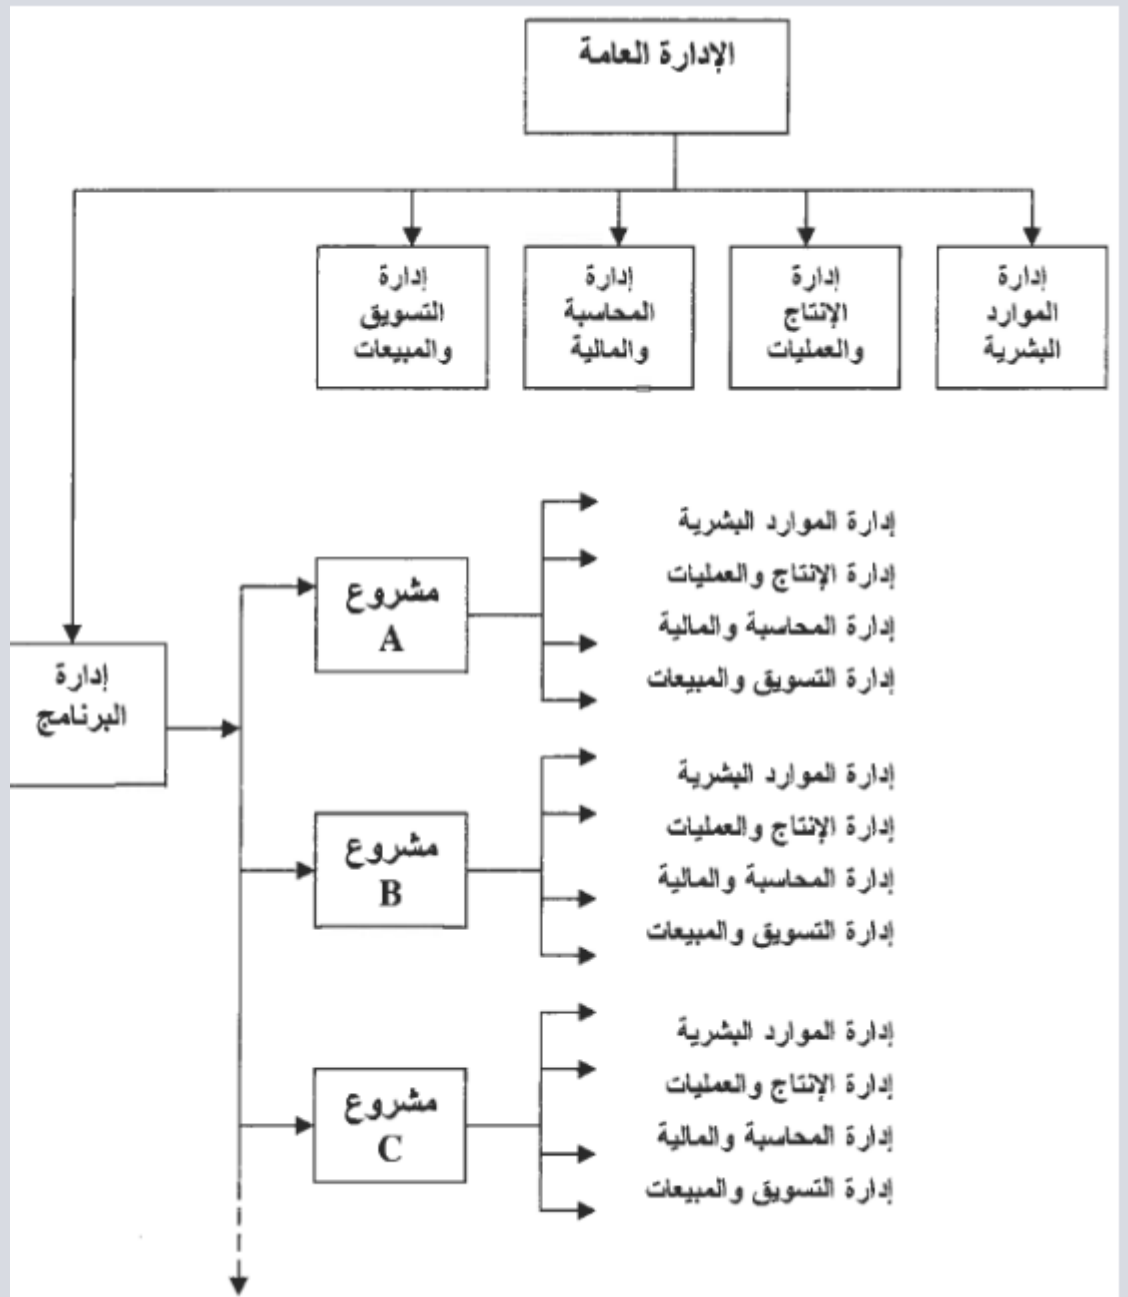 الإدارة العامة
إدارة
الموارد
البشرية
إدارة
الإنتاج
والعمليات
إدارة
المحاسبة
والمالية
إدارة
التسويق
والمبيعات
إدارة
البرنامج
مشروع
A
إدارة الموارد البشرية
إدارة الإنتاج والعمليات
إدارة المحاسبة والمالية
إدارة التسويق والمبيعات
مشروع
B
إدارة الموارد البشرية
إدارة الإنتاج والعمليات
إدارة المحاسبة والمالية
إدارة التسويق والمبيعات
مشروع
C
إدارة الموارد البشرية
إدارة الإنتاج والعمليات
إدارة المحاسبة والمالية
إدارة التسويق والمبيعات